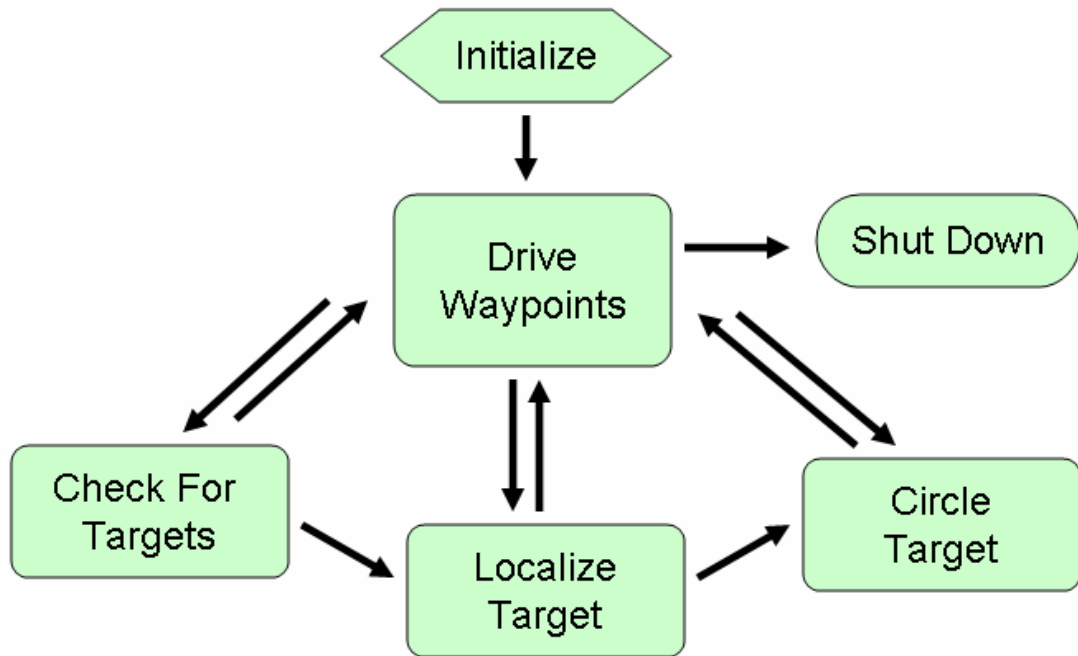 Initialize
Drive
Waypoints
Shut Down
Check For
Targets
Localize
Target
Circle
Target